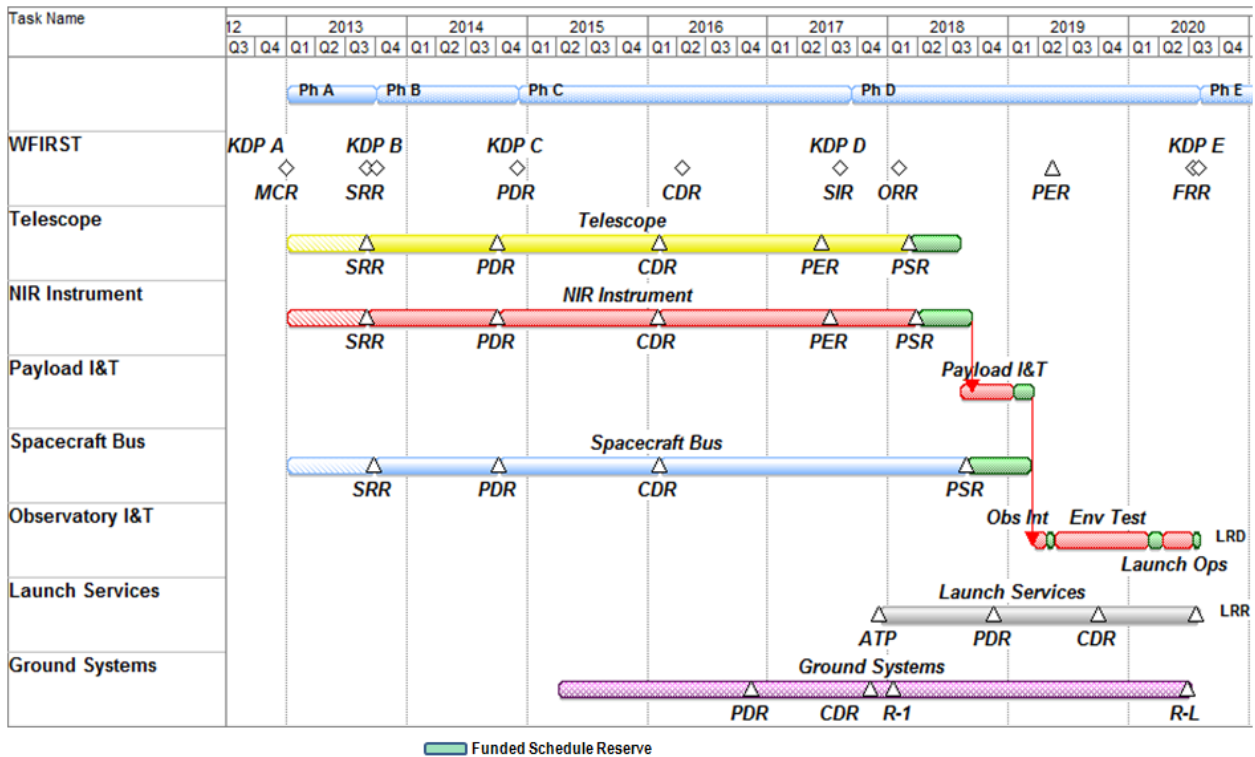 Task Name
12 2013 2014 2015 2016 2017 2018 2019 2020
Q3 Q4 Q1 Q2 Q3 Q4 Q1 Q2 Q3 Q4 Q1 Q2 Q3 Q4 Q1 Q2 Q3 Q4 Q1 Q2 Q3 Q4 Q1 Q2 Q3 Q4 Q1 Q2 Q3 Q4 Q1 Q2 Q3 Q4
Ph A Ph B Ph C Ph D Ph E
WFIRST KDP A KDP B KDP C KDP D KDP E
MCR SRR PDR CDR SIR ORR PER FRR
Telescope Telescope
SRR PDR CDR PER PSR
NIR Instrument NIR Instrument
SRR PDR CDR PER PSR
Payload I&T Payload I&T
Spacecraft Bus Spacecraft Bus
SRR PDR CDR PSR
Observatory I&T Obs Int Env Test
LRD
Launch Ops
Launch Services Launch Services
LRR
ATP PDR CDR
Ground Systems Ground Systems
PDR CDR R-1 R-L
Funded Schedule Reserve